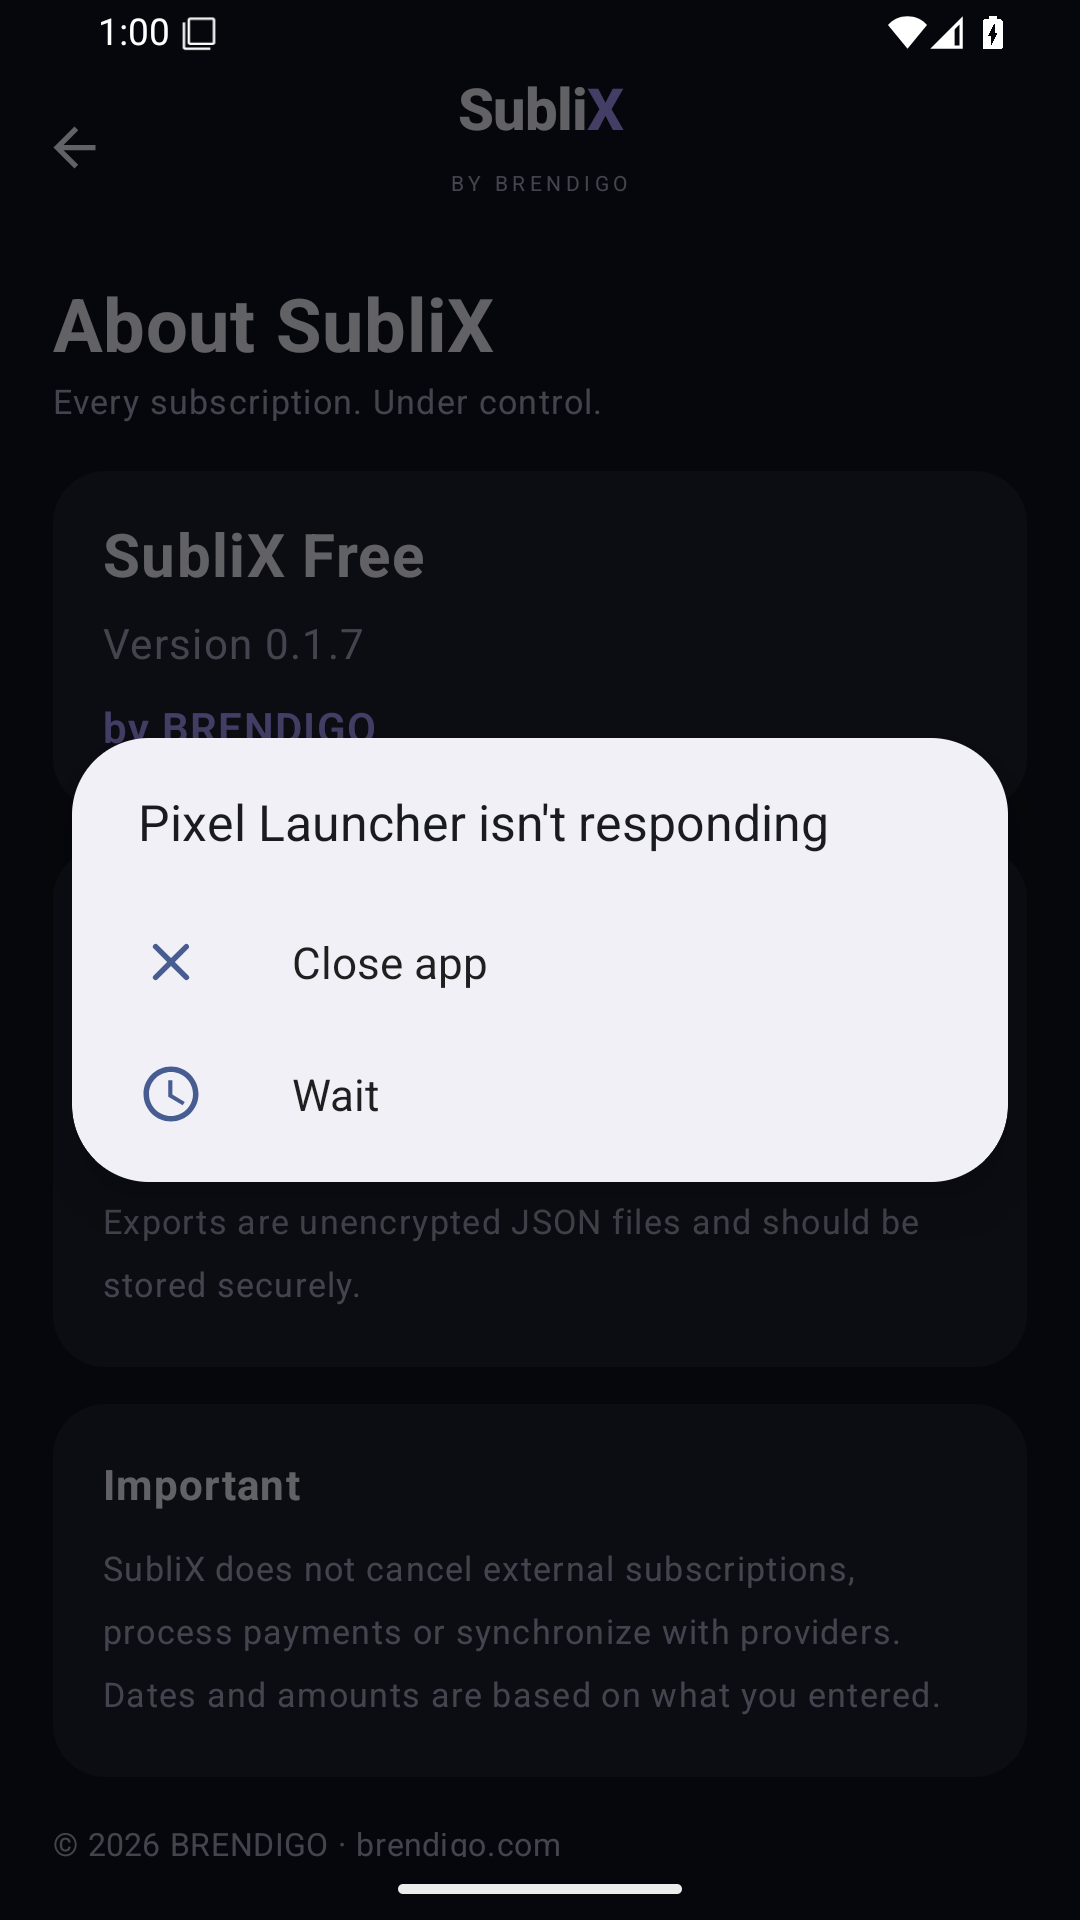 1:00
SubliX
BY BRENDIGO
About SubliX
Every subscription. Under control.
SubliX Free
Version 0.1.7
by BRENDIGO
Pixel Launcher isn't responding
Close app
Wait
Exports are unencrypted JSON files and should be
stored securely.
Important
SubliX does not cancel external subscriptions,
process payments or synchronize with providers.
Dates and amounts are based on what you entered.
© 2026 BRENDIGO · brendigo.com